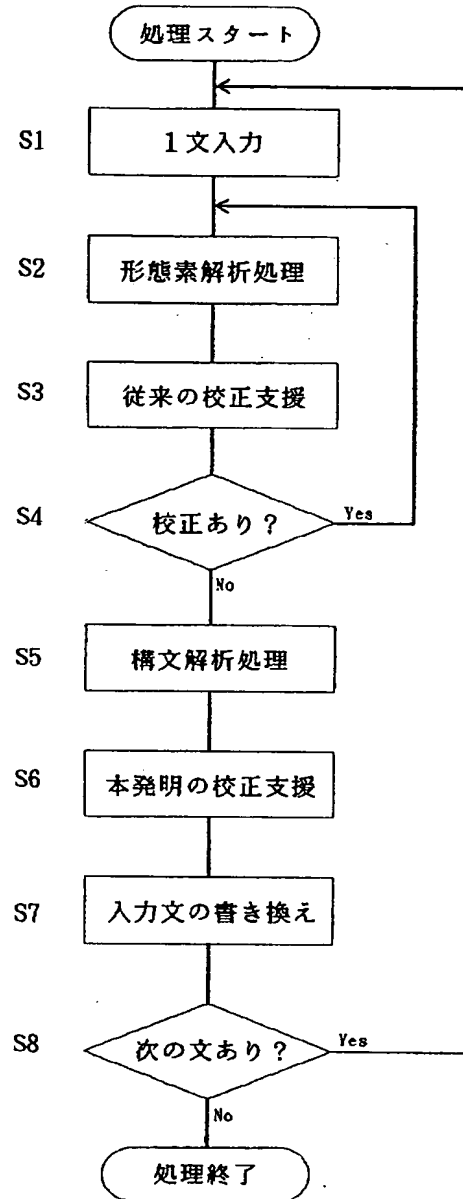 処理スタート
S1
1文入力
S2
形態素解析処理
S3
従来の校正支援
S4
校正あり?
Yes
No
S5
構文解析処理
S6
本発明の校正支援
S7
入力文の書き換え
S8
次の文あり?
Yes
No
処理終了